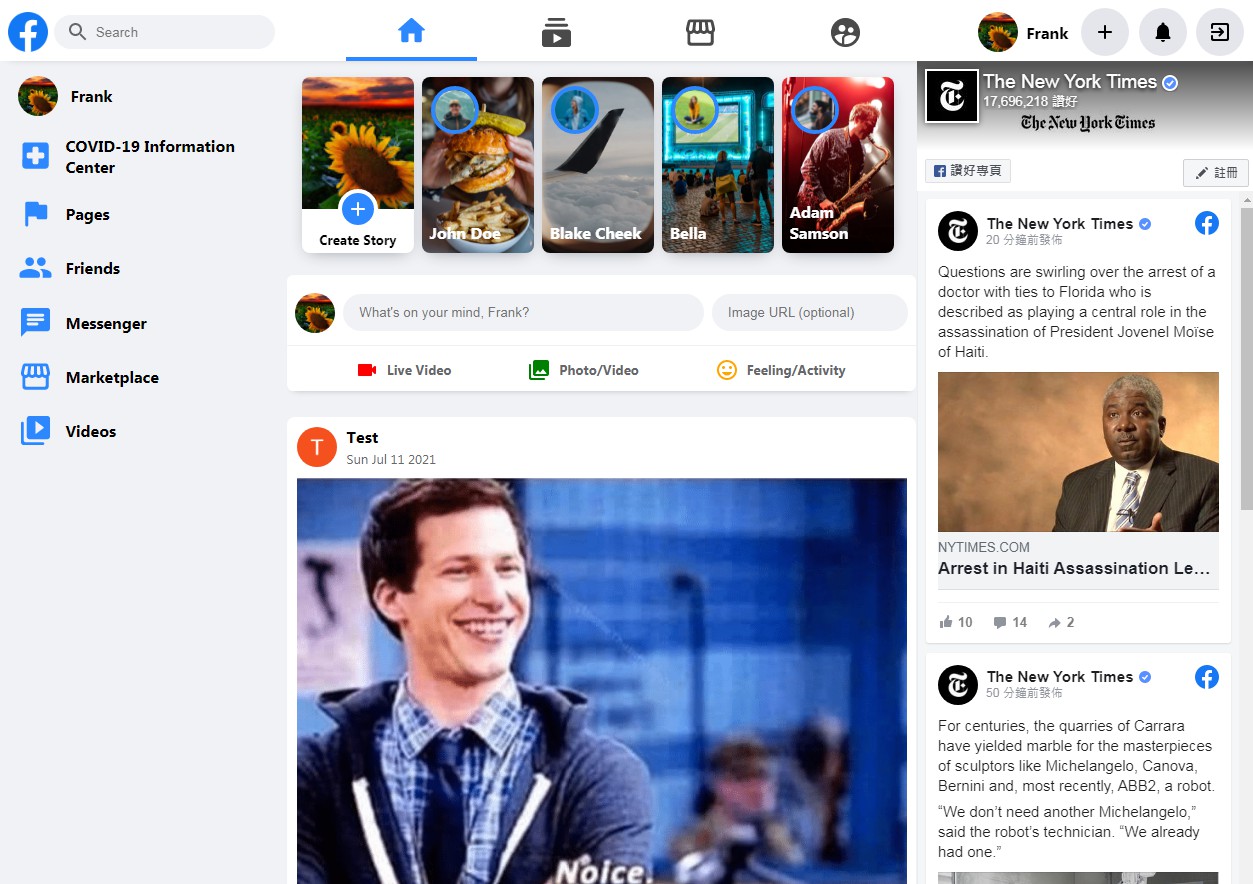 Search
Frank
Frank
COVID-19 Information
Center
Pages
Friends
Messenger
Marketplace
Videos
Create Story
John Doe
Blake Cheek
Bella
Adam
Samson
What's on your mind, Frank?
Image URL (optional)
Live Video
Photo/Video
Feeling/Activity
T
Test
Sun Jul 11 2021
Noice.
The New York Times
17,696,218 讚好
The New York Times
讚好專頁
註冊
The New York Times
20 分鐘前發佈
Questions are swirling over the arrest of a
doctor with ties to Florida who is
described as playing a central role in the
assassination of President Jovenel Moïse
of Haiti.
NYTIMES.COM
Arrest in Haiti Assassination Le...
10
14
2
The New York Times
50 分鐘前發佈
For centuries, the quarries of Carrara
have yielded marble for the masterpieces
of sculptors like Michelangelo, Canova,
Bernini and, most recently, ABB2, a robot.
“We don’t need another Michelangelo,”
said the robot’s technician. “We already
had one.”